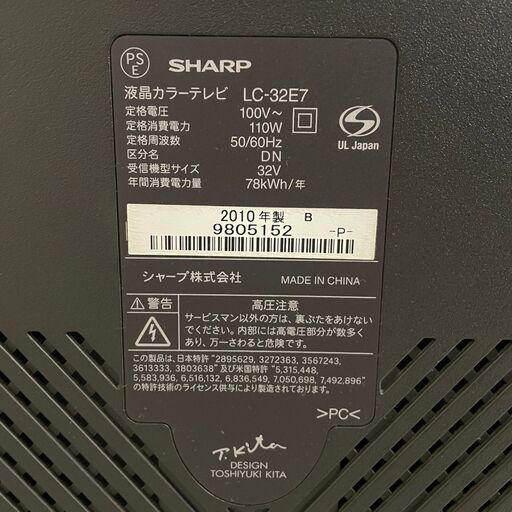 PS
E
SHARP
液晶カラーテレビ LC-32E7
定格電圧 100V~
定格消費電力 110W
定格周波数 50/60Hz
区分名 DN
受信機型サイズ 32V
年間消費電力量 78kWh/年
UL Japan
2010年製 B
9805152 -P-
シャープ株式会社 MADE IN CHINA
警告
高圧注意
サービスマン以外の方は、裏ぶたをあけない
でください。内部には高電圧部分が数多く
あり、万一さわると危険です。
この製品は、日本特許 "2895629, 3272363, 3567243,
3613333, 3803638" 及び米国特許 "5,315,448,
5,583,936, 6,516,132, 6,836,549, 7,050,698, 7,492,896"
の特許技術のライセンス供与により製造されております。
>PC<
T.Kita
DESIGN
TOSHIYUKI KITA